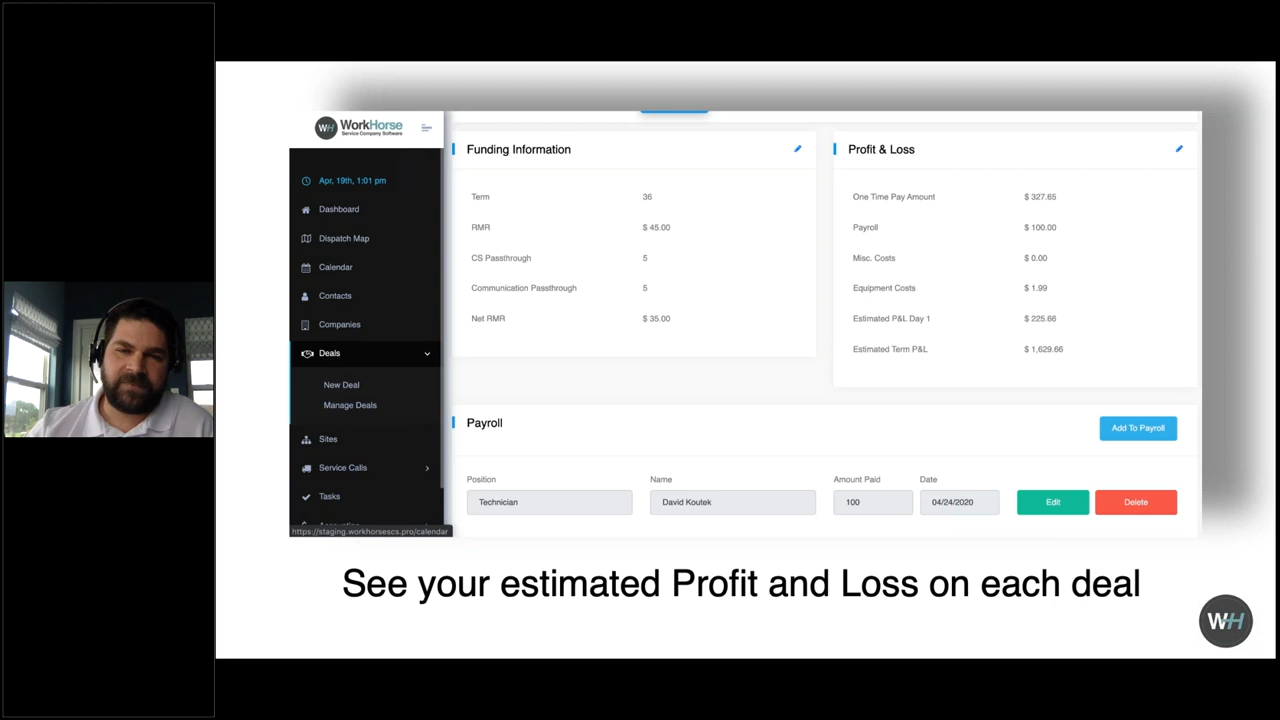 WH WorkHorse
Service Company Software
Apr, 19th, 1:01 pm
Dashboard
Dispatch Map
Calendar
Contacts
Companies
Deals
New Deal
Manage Deals
Sites
Service Calls
Tasks
Accounting
https://staging.workhorsescs.pro/calendar
Funding Information
Term 36
RMR $ 45.00
CS Passthrough 5
Communication Passthrough 5
Net RMR $ 35.00
Profit & Loss
One Time Pay Amount $ 327.65
Payroll $ 100.00
Misc. Costs $ 0.00
Equipment Costs $ 1.99
Estimated P&L Day 1 $ 225.66
Estimated Term P&L $ 1,629.66
Payroll
Add To Payroll
Position Name Amount Paid Date
Technician David Koutek 100 04/24/2020 Edit Delete
See your estimated Profit and Loss on each deal
WH